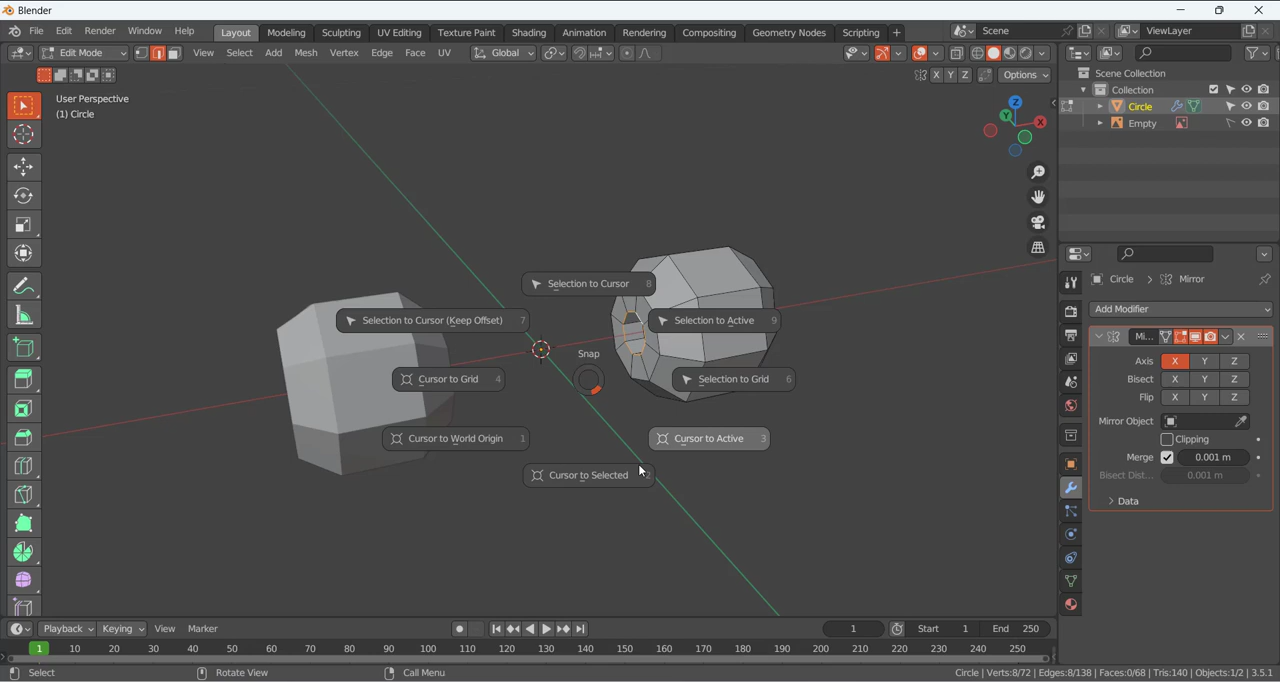 Blender
File Edit Render Window Help Layout Modeling Sculpting UV Editing Texture Paint Shading Animation Rendering Compositing Geometry Nodes Scripting + Scene ViewLayer
Edit Mode View Select Add Mesh Vertex Edge Face UV Global
X Y Z Options
Scene Collection
Collection
Circle
Empty
User Perspective
(1) Circle
Z
Y
X
Selection to Cursor 8
Selection to Cursor (Keep Offset) 7
Selection to Active 9
Snap
Cursor to Grid 4
Selection to Grid 6
Cursor to World Origin 1
Cursor to Active 3
Cursor to Selected 2
Circle > Mirror
Add Modifier
Mi...
Axis X Y Z
Bisect X Y Z
Flip X Y Z
Mirror Object
Clipping
Merge 0.001 m
Bisect Dist... 0.001 m
Data
Playback Keying View Marker 1 Start 1 End 250
1 10 20 30 40 50 60 70 80 90 100 110 120 130 140 150 160 170 180 190 200 210 220 230 240 250
Select Rotate View Call Menu Circle | Verts:8/72 | Edges:8/138 | Faces:0/68 | Tris:140 | Objects:1/2 | 3.5.1